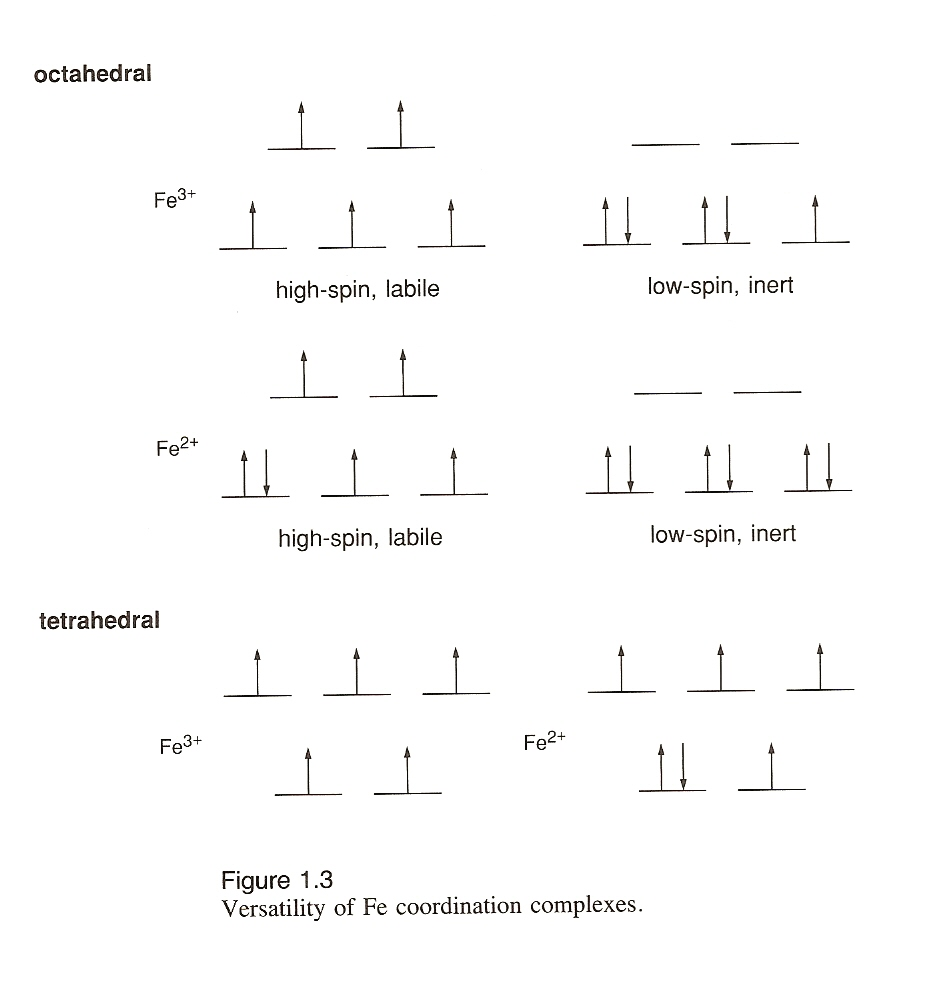 octahedral
Fe³⁺
high-spin, labile
low-spin, inert
Fe²⁺
high-spin, labile
low-spin, inert
tetrahedral
Fe³⁺
Fe²⁺
Figure 1.3
Versatility of Fe coordination complexes.